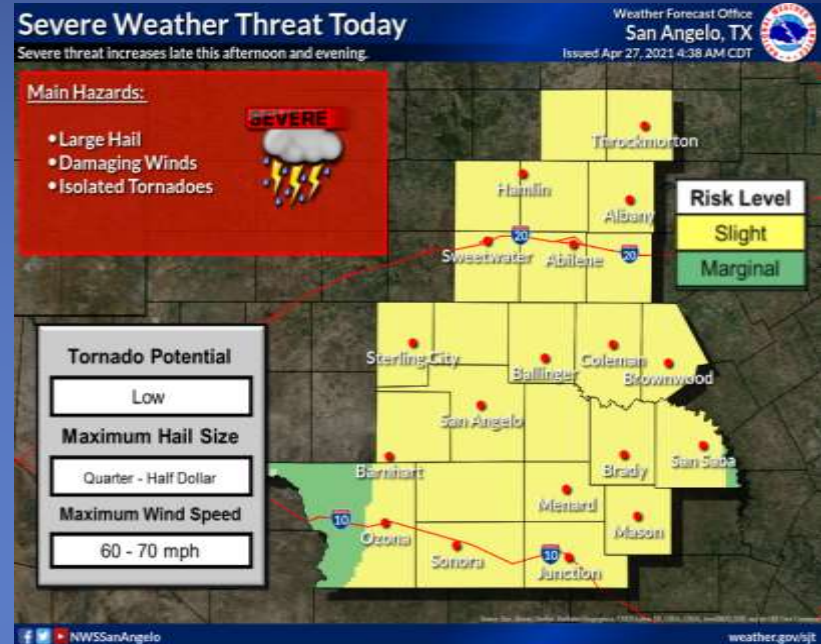 Severe Weather Threat Today
Severe threat increases late this afternoon and evening.
Weather Forecast Office
San Angelo, TX
Issued Apr 27, 2021 4:38 AM CDT
Main Hazards:
•Large Hail
•Damaging Winds
•Isolated Tornadoes
SEVERE
Throckmorton
Hamlin
Albany
20
Sweetwater
Abilene
20
Risk Level
Slight
Marginal
Sterling City
Ballinger
Coleman
Brownwood
San Angelo
Barnhart
Brady
San Saba
Menard
Mason
10
Ozona
Sonora
10
Junction
Tornado Potential
Low
Maximum Hail Size
Quarter - Half Dollar
Maximum Wind Speed
60 - 70 mph
NWSSanAngelo
weather.gov/sjt